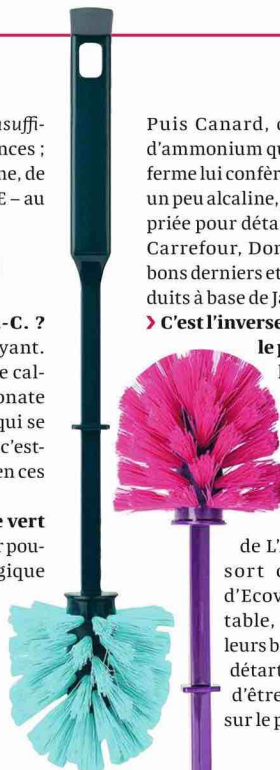 suffi-
nces ;
ne, de
E – au
-C. ?
yant.
e cal-
onate
qui se
c'est-
en ces
e vert
r pou-
gique
Puis Canard, c
d'ammonium qu
ferme lui confèr
un peu alcaline,
priée pour déta
Carrefour, Don
bons derniers et
duits à base de Ja
› C'est l'inverse
le p
de L'
sort c
d'Ecov
table,
leurs b
détart
d'être
sur le p